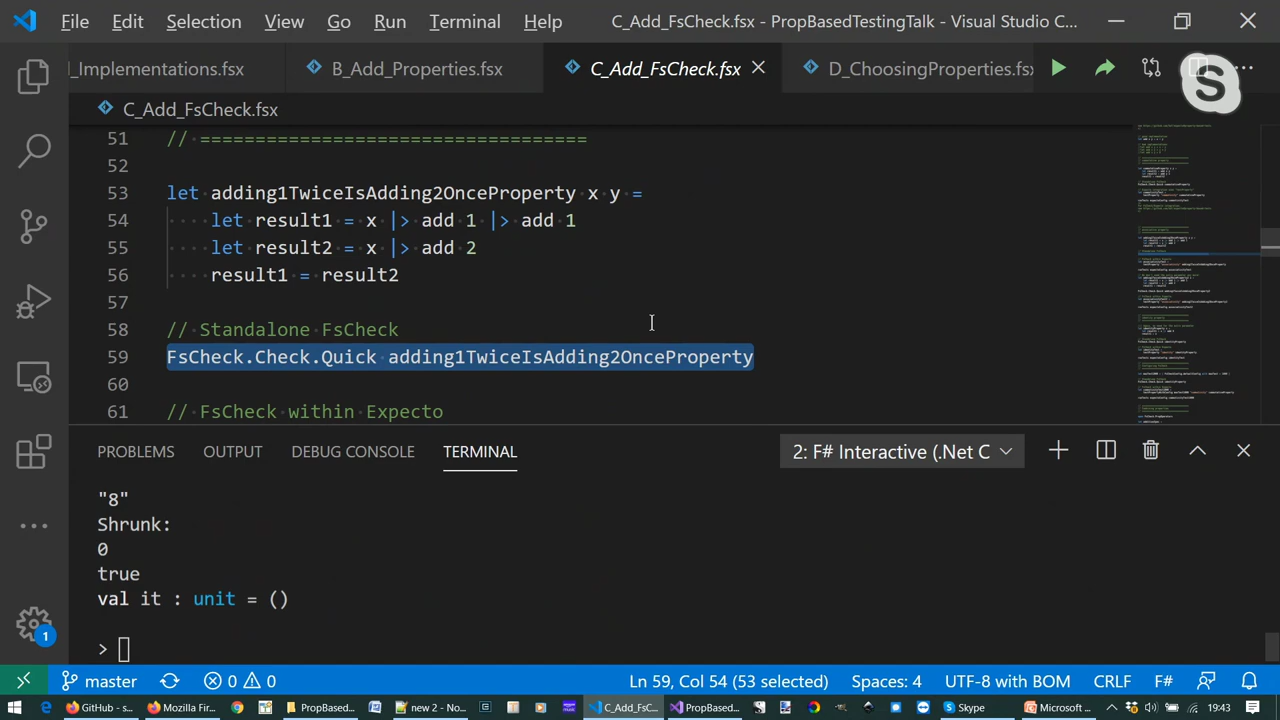 File Edit Selection View Go Run Terminal Help C_Add_FsCheck.fsx - PropBasedTestingTalk - Visual Studio C...
_Implementations.fsx B_Add_Properties.fsx C_Add_FsCheck.fsx D_ChoosingProperties.fsx
C_Add_FsCheck.fsx
51 // ===================================
52
53 let adding1TwiceIsAdding2OnceProperty x y =
54 let result1 = x |> add 1 |> add 1
55 let result2 = x |> add 2
56 result1 = result2
57
58 // Standalone FsCheck
59 FsCheck.Check.Quick adding1TwiceIsAdding2OnceProperty
60
61 // FsCheck within Expecto
PROBLEMS OUTPUT DEBUG CONSOLE TERMINAL 2: F# Interactive (.Net C
"8"
Shrunk:
0
true
val it : unit = ()
>
1
master 0 0 Ln 59, Col 54 (53 selected) Spaces: 4 UTF-8 with BOM CRLF F#
GitHub - s... Mozilla Fir... PropBased... new 2 - No... C_Add_FsC... PropBased... Skype Microsoft ... 19:43